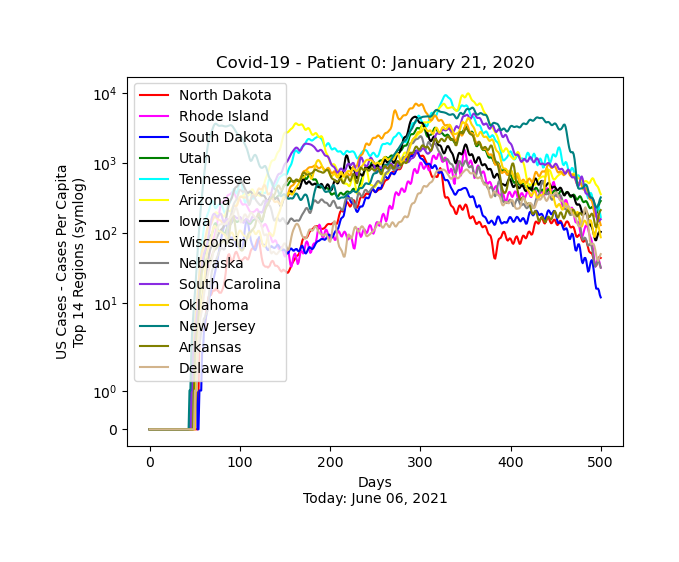 Covid-19 - Patient 0: January 21, 2020
US Cases - Cases Per Capita
Top 14 Regions (symlog)
10^4
10^3
10^2
10^1
10^0
0
North Dakota
Rhode Island
South Dakota
Utah
Tennessee
Arizona
Iowa
Wisconsin
Nebraska
South Carolina
Oklahoma
New Jersey
Arkansas
Delaware
0 100 200 300 400 500
Days
Today: June 06, 2021